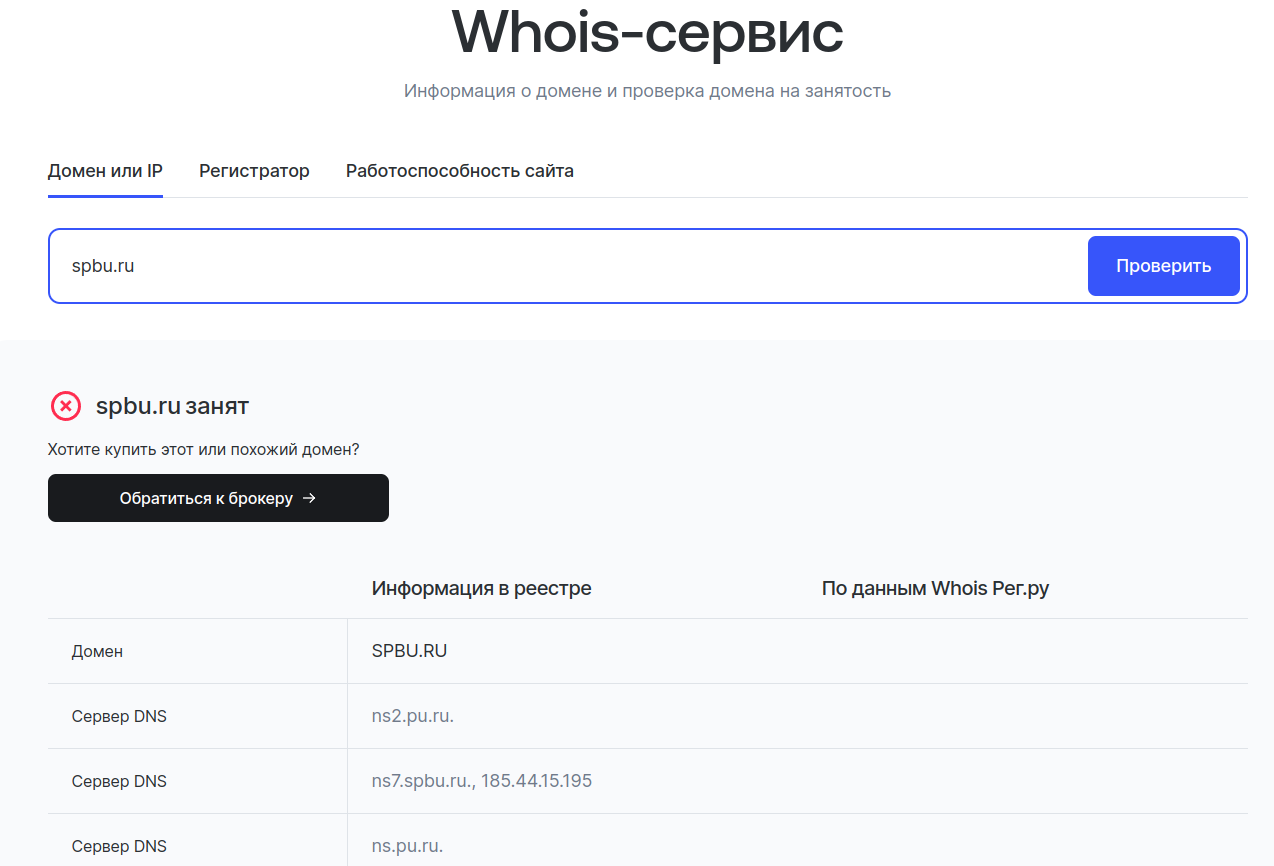 Whois-сервис
Информация о домене и проверка домена на занятость
Домен или IP Регистратор Работоспособность сайта
spbu.ru Проверить
spbu.ru занят
Хотите купить этот или похожий домен?
Обратиться к брокеру →
Информация в реестре По данным Whois Рег.ру
Домен SPBU.RU
Сервер DNS ns2.pu.ru.
Сервер DNS ns7.spbu.ru., 185.44.15.195
Сервер DNS ns.pu.ru.